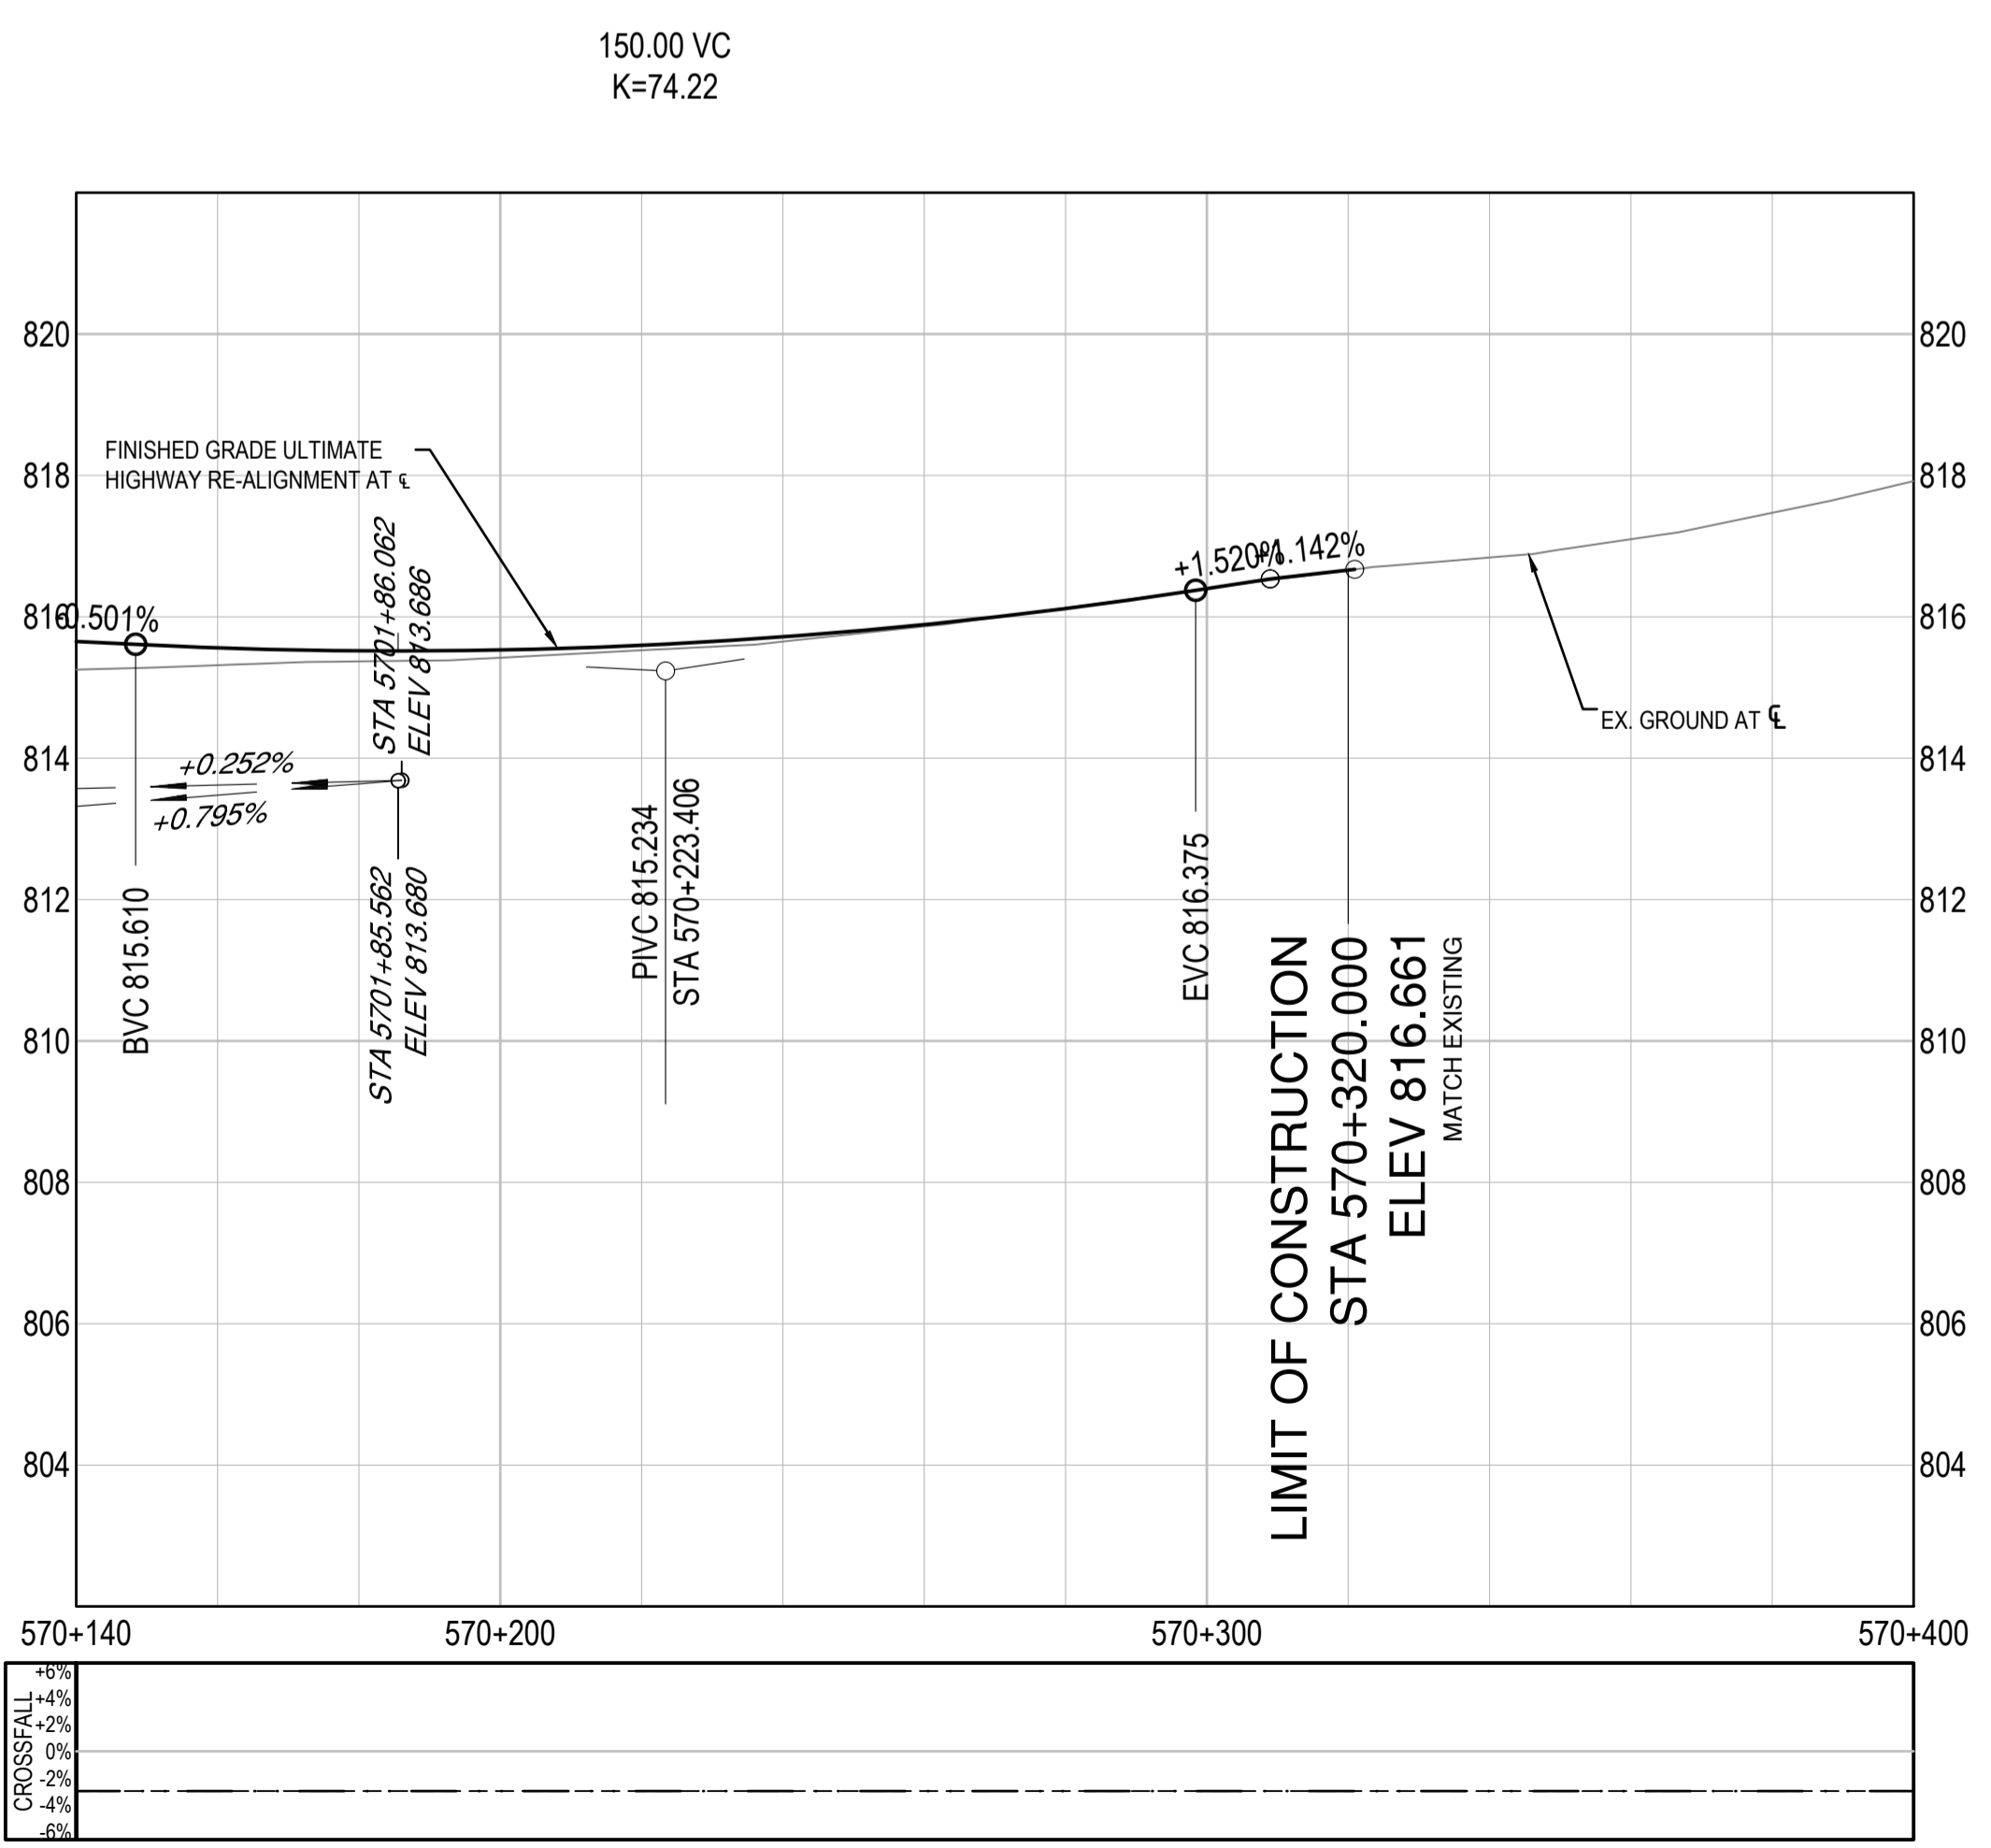 150.00 VC
K=74.22
820
820
FINISHED GRADE ULTIMATE
HIGHWAY RE-ALIGNMENT AT ℄
818
818
STA 5701+86.062
ELEV 813.686
+1.520%
+1.142%
816
-0.501%
816
EX. GROUND AT ℄
814
814
+0.252%
+0.795%
BVC 815.610
STA 5701+85.562
ELEV 813.680
PIVC 815.234
STA 570+223.406
EVC 816.375
LIMIT OF CONSTRUCTION
STA 570+320.000
ELEV 816.661
MATCH EXISTING
812
812
810
810
808
808
806
806
804
804
570+140
570+200
570+300
570+400
CROSSFALL
+6%
+4%
+2%
0%
-2%
-4%
-6%